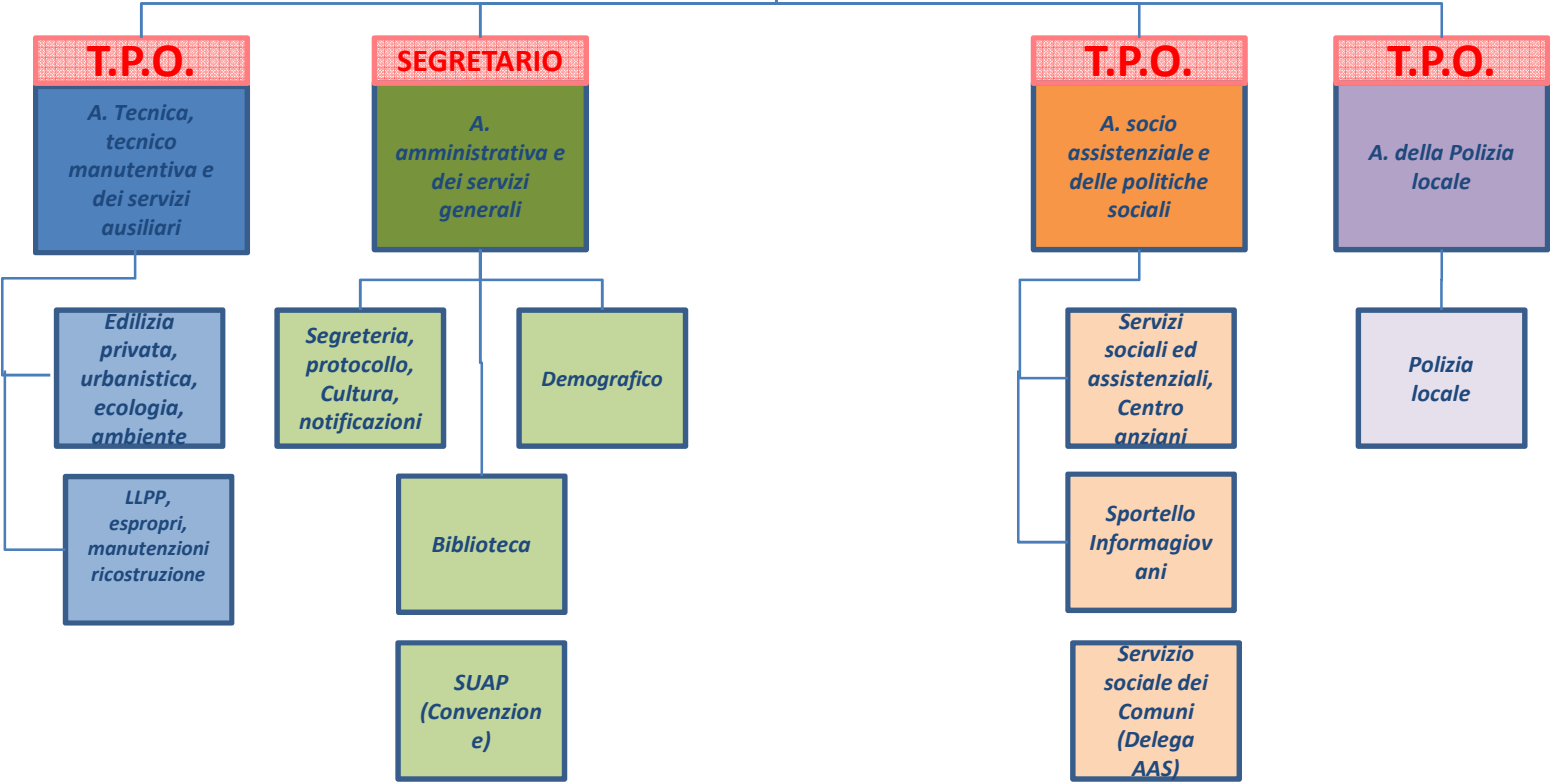 T.P.O.
A. Tecnica,
tecnico
manutentiva e
dei servizi
ausiliari
Edilizia
privata,
urbanistica,
ecologia,
ambiente
LLPP,
espropri,
manutenzioni
ricostruzione
SEGRETARIO
A.
amministrativa e
dei servizi
generali
Segreteria,
protocollo,
Cultura,
notificazioni
Demografico
Biblioteca
SUAP
(Convenzion
e)
T.P.O.
A. socio
assistenziale e
delle politiche
sociali
Servizi
sociali ed
assistenziali,
Centro
anziani
Sportello
Informagiov
ani
Servizio
sociale dei
Comuni
(Delega
AAS)
T.P.O.
A. della Polizia
locale
Polizia
locale